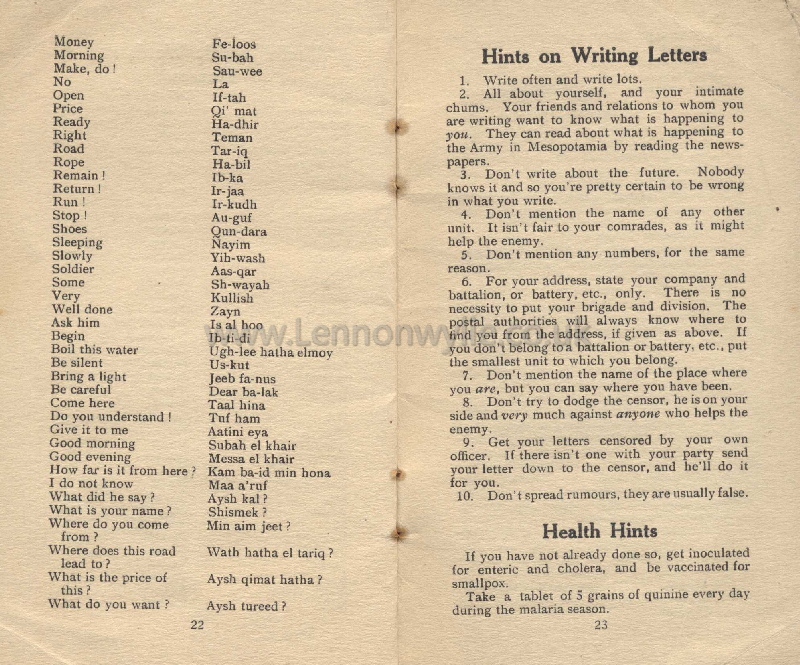 Money Fe-loos
Morning Su-bah
Make, do ! Sau-wee
No La
Open If-tah
Price Qi' mat
Ready Ha-dhir
Right Teman
Road Tar-iq
Rope Ha-bil
Remain ! Ib-ka
Return ! Ir-jaa
Run ! Ir-kudh
Stop ! Au-guf
Shoes Qun-dara
Sleeping Nayim
Slowly Yih-wash
Soldier Aas-qar
Some Sh-wayah
Very Kullish
Well done Zayn
Ask him Is al hoo
Begin Ib-ti-di
Boil this water Ugh-lee hatha elmoy
Be silent Us-kut
Bring a light Jeeb fa-nus
Be careful Dear ba-lak
Come here Taal hina
Do you understand ! Tuf ham
Give it to me Aatini eya
Good morning Subah el khair
Good evening Messa el khair
How far is it from here ? Kam ba-id min hona
I do not know Maa a'ruf
What did he say ? Aysh kal ?
What is your name ? Shismek ?
Where do you come Min aim jeet ?
from ?
Where does this road Wath hatha el tariq ?
lead to ?
What is the price of Aysh qimat hatha ?
this ?
What do you want ? Aysh tureed ?
22
Hints on Writing Letters
1. Write often and write lots.
2. All about yourself, and your intimate
chums. Your friends and relations to whom you
are writing want to know what is happening to
you. They can read about what is happening to
the Army in Mesopotamia by reading the news-
papers.
3. Don't write about the future. Nobody
knows it and so you're pretty certain to be wrong
in what you write.
4. Don't mention the name of any other
unit. It isn't fair to your comrades, as it might
help the enemy.
5. Don't mention any numbers, for the same
reason.
6. For your address, state your company and
battalion, or battery, etc., only. There is no
necessity to put your brigade and division. The
postal authorities will always know where to
find you from the address, if given as above. If
you don't belong to a battalion or battery, etc., put
the smallest unit to which you belong.
7. Don't mention the name of the place where
you are, but you can say where you have been.
8. Don't try to dodge the censor, he is on your
side and very much against anyone who helps the
enemy.
9. Get your letters censored by your own
officer. If there isn't one with your party send
your letter down to the censor, and he'll do it
for you.
10. Don't spread rumours, they are usually false.
Health Hints
If you have not already done so, get inoculated
for enteric and cholera, and be vaccinated for
smallpox.
Take a tablet of 5 grains of quinine every day
during the malaria season.
23